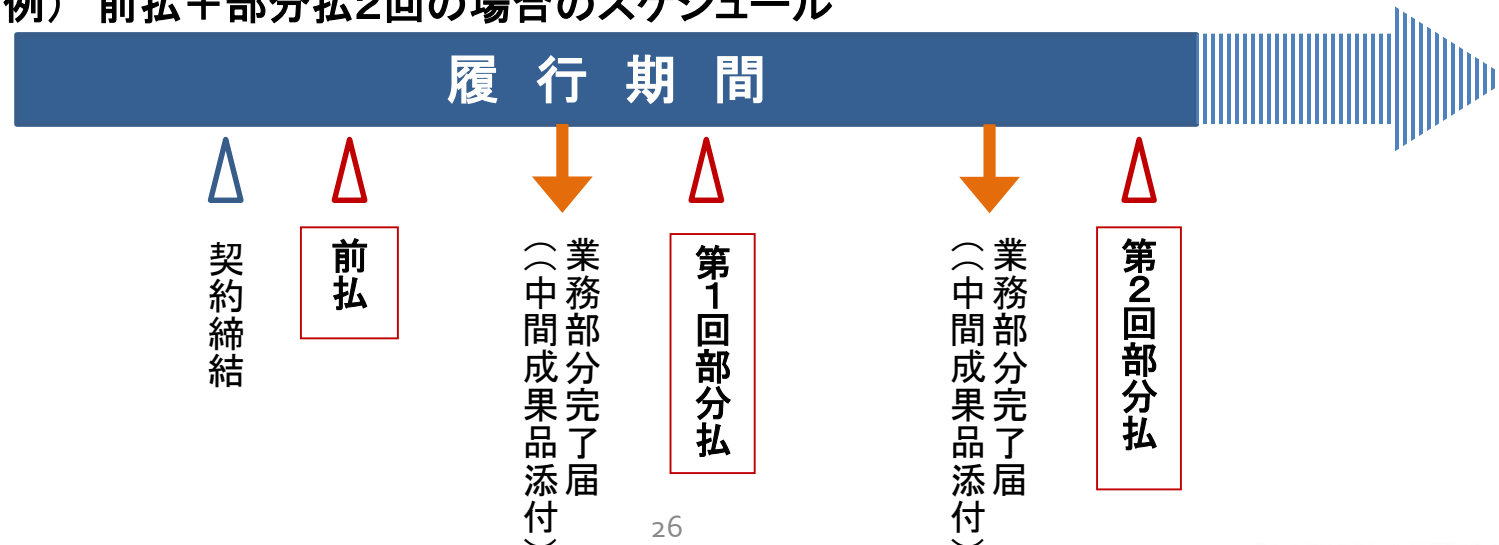 例） 前払＋部分払2回の場合のスケジュール
履行期間
契約締結
前払
業務部分完了届
（（中間成果品添付）
第1回部分払
業務部分完了届
（（中間成果品添付）
第2回部分払
26